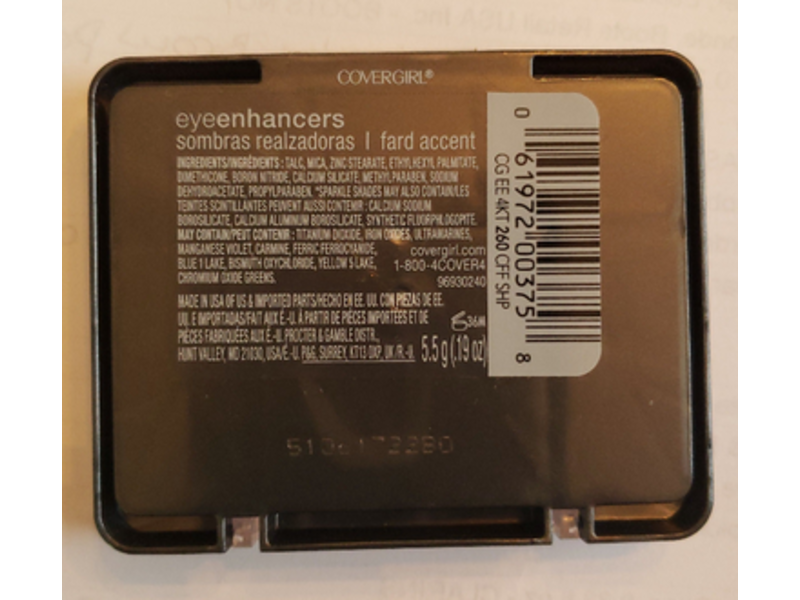 COVERGIRL®
eyeenhancers
sombras realzadoras | fard accent
INGREDIENTS/INGRÉDIENTS : TALC, MICA, ZINC STEARATE, ETHYLHEXYL PALMITATE,
DIMETHICONE, BORON NITRIDE, CALCIUM SILICATE, METHYLPARABEN, SODIUM
DEHYDROACETATE, PROPYLPARABEN. *SPARKLE SHADES MAY ALSO CONTAIN/LES
TEINTES SCINTILLANTES PEUVENT AUSSI CONTENIR : CALCIUM SODIUM
BOROSILICATE, CALCIUM ALUMINUM BOROSILICATE, SYNTHETIC FLUORPHLOGOPITE.
MAY CONTAIN/PEUT CONTENIR : TITANIUM DIOXIDE, IRON OXIDES, ULTRAMARINES,
MANGANESE VIOLET, CARMINE, FERRIC FERROCYANIDE,
BLUE 1 LAKE, BISMUTH OXYCHLORIDE, YELLOW 5 LAKE,
CHROMIUM OXIDE GREENS.
covergirl.com
1-800-4COVER4
96930240
MADE IN USA OF US & IMPORTED PARTS/HECHO EN EE. UU. CON PIEZAS DE EE.
UU. E IMPORTADAS/FAIT AUX É.-U. À PARTIR DE PIÈCES IMPORTÉES ET DE
PIÈCES FABRIQUÉES AUX É.-U. PROCTER & GAMBLE DISTR.,
HUNT VALLEY, MD 21030, USA/É.-U. P&G, SURREY, KT13 0XP, UK/R.-U.
36M
5.5 g (.19 oz)
0 61972 00375 8
CG EE 4KT 260 CFF SHP